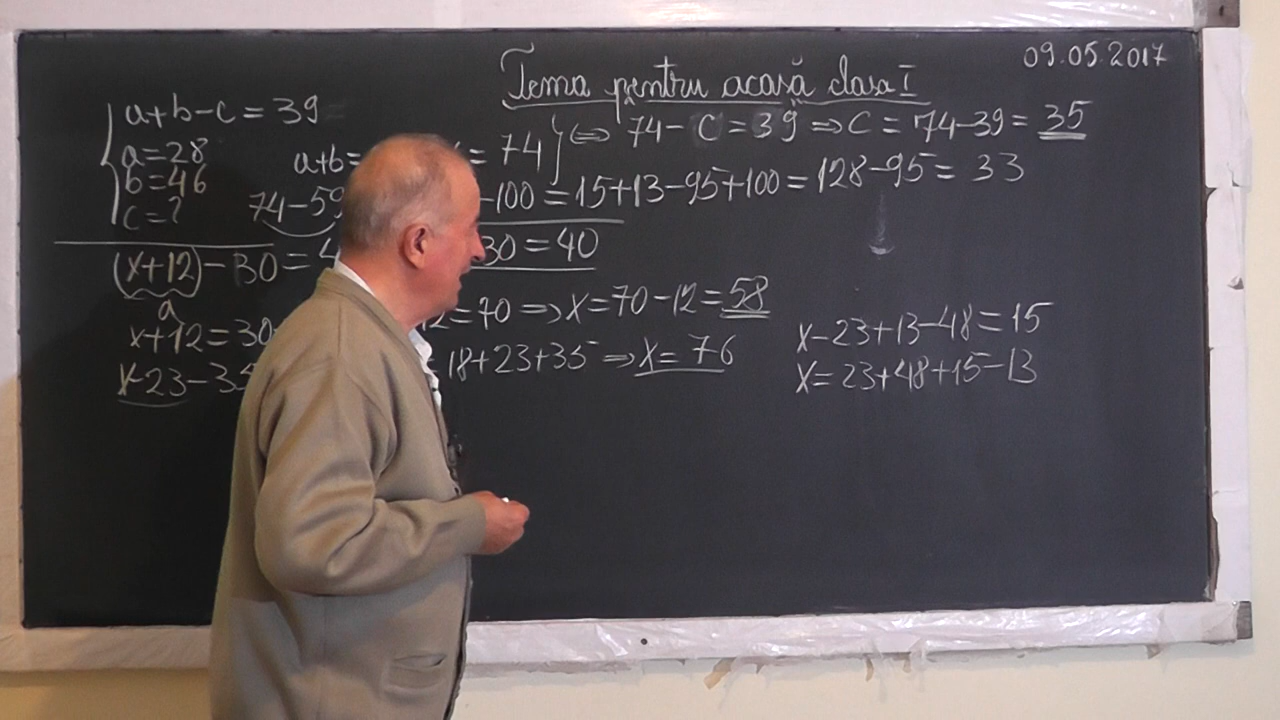 09.05.2017
Tema pentru acasă clasa I
a+b-c=39
a=28
b=46
c=?
a+b= = 74 ⇔ 74-c=39 ⇒ c=74-39=35
74-59 -100=15+13-95+100=128-95=33
(x+12)-30=4 30=40
a
x+12=30 12=70 ⇒ x=70-12=58
x-23-35 =18+23+35 ⇒ x=76
x-23+13-48=15
x=23+48+15-13